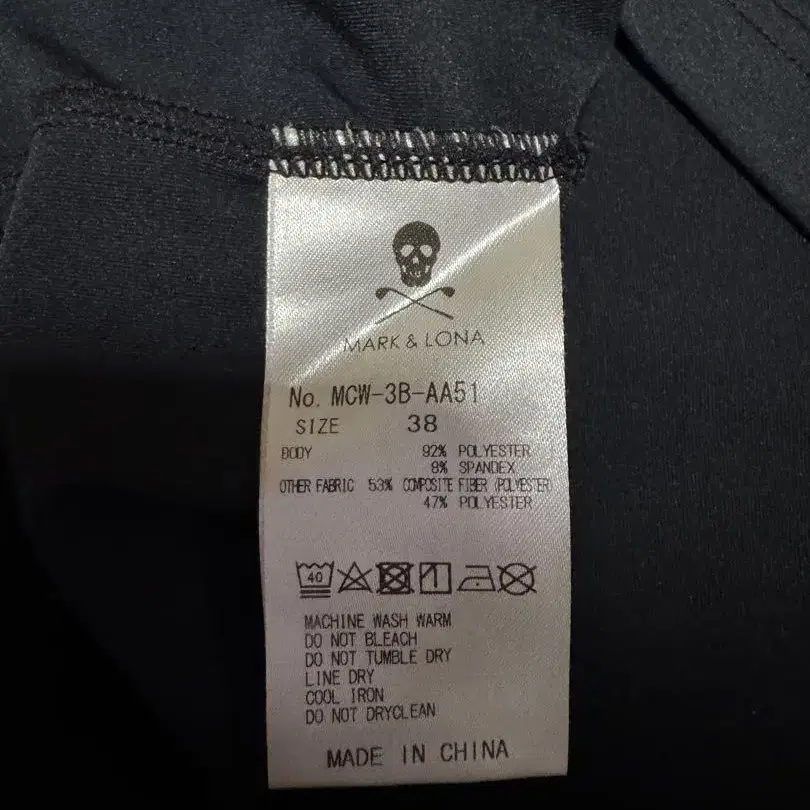 MARK & LONA
No. MCW-3B-AA51
SIZE 38
BODY 92% POLYESTER
8% SPANDEX
OTHER FABRIC 53% COMPOSITE FIBER (POLYESTER)
47% POLYESTER
40
MACHINE WASH WARM
DO NOT BLEACH
DO NOT TUMBLE DRY
LINE DRY
COOL IRON
DO NOT DRYCLEAN
MADE IN CHINA